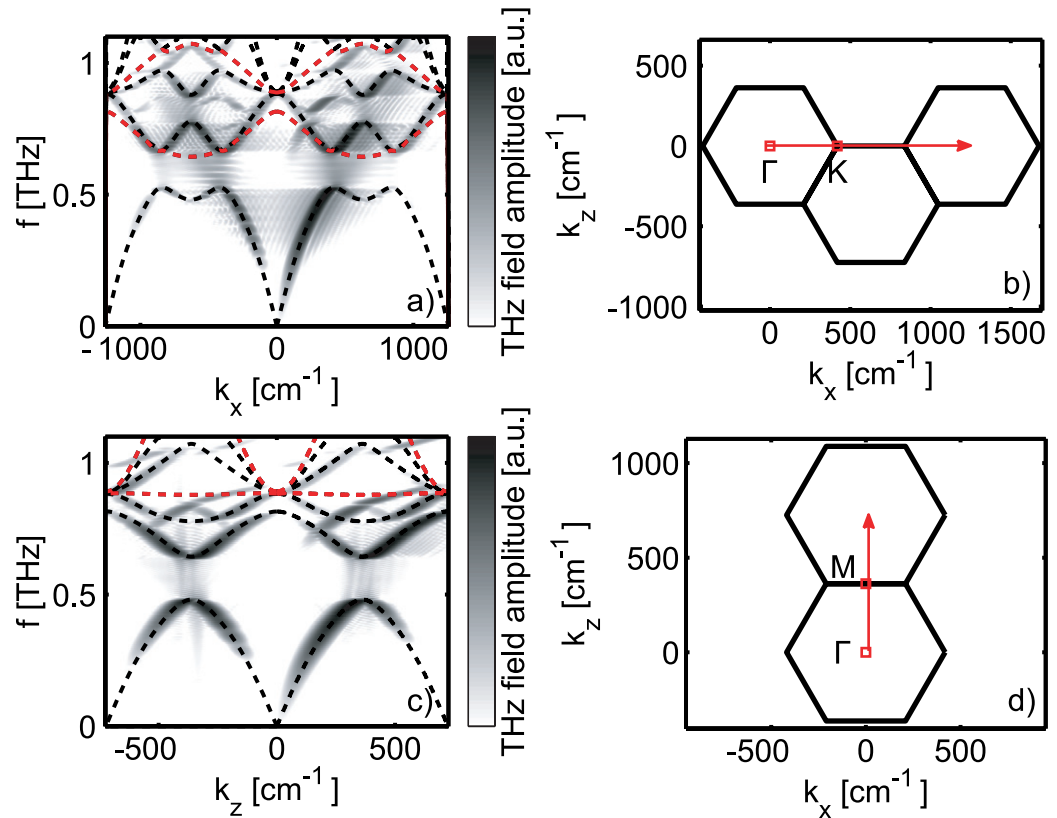 1
0.5
0
f [THz]
-1000
0
1000
k_x [cm^-1]
a)
THz field amplitude [a.u.]
500
0
-500
-1000
k_z [cm^-1]
Γ
K
b)
0
500
1000
1500
k_x [cm^-1]
1
0.5
0
f [THz]
-500
0
500
k_z [cm^-1]
c)
THz field amplitude [a.u.]
1000
500
0
k_z [cm^-1]
M
Γ
d)
-500
0
500
k_x [cm^-1]